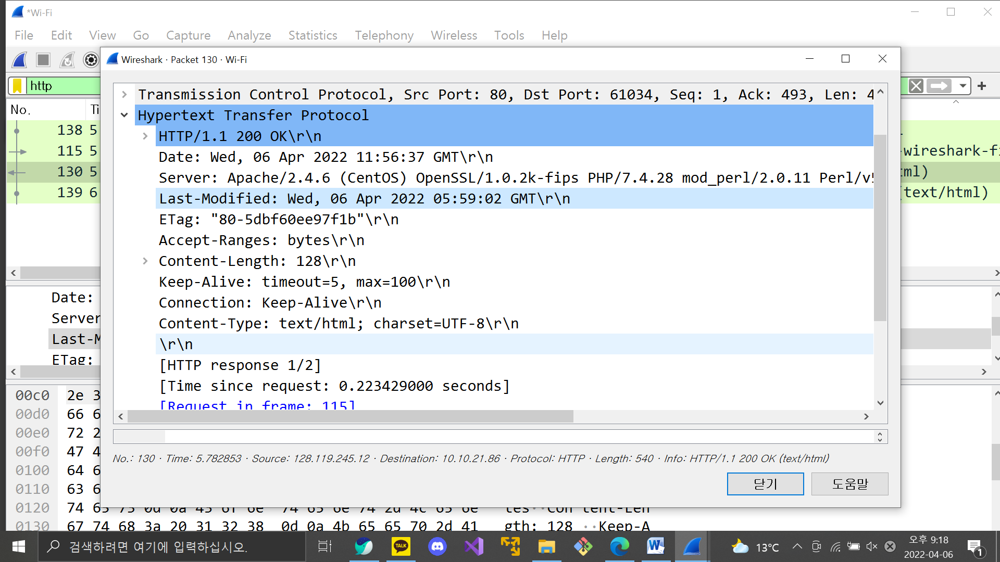 *Wi-Fi
File Edit View Go Capture Analyze Statistics Telephony Wireless Tools Help
Wireshark · Packet 130 · Wi-Fi
http
No.
138 5
115 5
130 5
139 6
-wireshark-fi
(text/html)
Transmission Control Protocol, Src Port: 80, Dst Port: 61034, Seq: 1, Ack: 493, Len: 4
Hypertext Transfer Protocol
HTTP/1.1 200 OK\r\n
Date: Wed, 06 Apr 2022 11:56:37 GMT\r\n
Server: Apache/2.4.6 (CentOS) OpenSSL/1.0.2k-fips PHP/7.4.28 mod_perl/2.0.11 Perl/v5
Last-Modified: Wed, 06 Apr 2022 05:59:02 GMT\r\n
ETag: "80-5dbf60ee97f1b"\r\n
Accept-Ranges: bytes\r\n
Content-Length: 128\r\n
Keep-Alive: timeout=5, max=100\r\n
Connection: Keep-Alive\r\n
Content-Type: text/html; charset=UTF-8\r\n
\r\n
[HTTP response 1/2]
[Time since request: 0.223429000 seconds]
[Request in frame: 115]
No.: 130 · Time: 5.782853 · Source: 128.119.245.12 · Destination: 10.10.21.86 · Protocol: HTTP · Length: 540 · Info: HTTP/1.1 200 OK (text/html)
닫기 도움말
Date:
Server
Last-M
ETag:
00c0 2e 3
00d0 66 6
00e0 72 2
00f0 47 4
0100 64 6
0110 63 6
0120 74 65 73 0d 0a 43 6f 6e 74 65 6e 74 2d 4c 65 6e tes··Con tent-Len
0130 67 74 68 3a 20 31 32 38 0d 0a 4b 65 65 70 2d 41 gth: 128 ··Keep-A
검색하려면 여기에 입력하십시오.
TALK
13°C
오후 9:18
2022-04-06
1